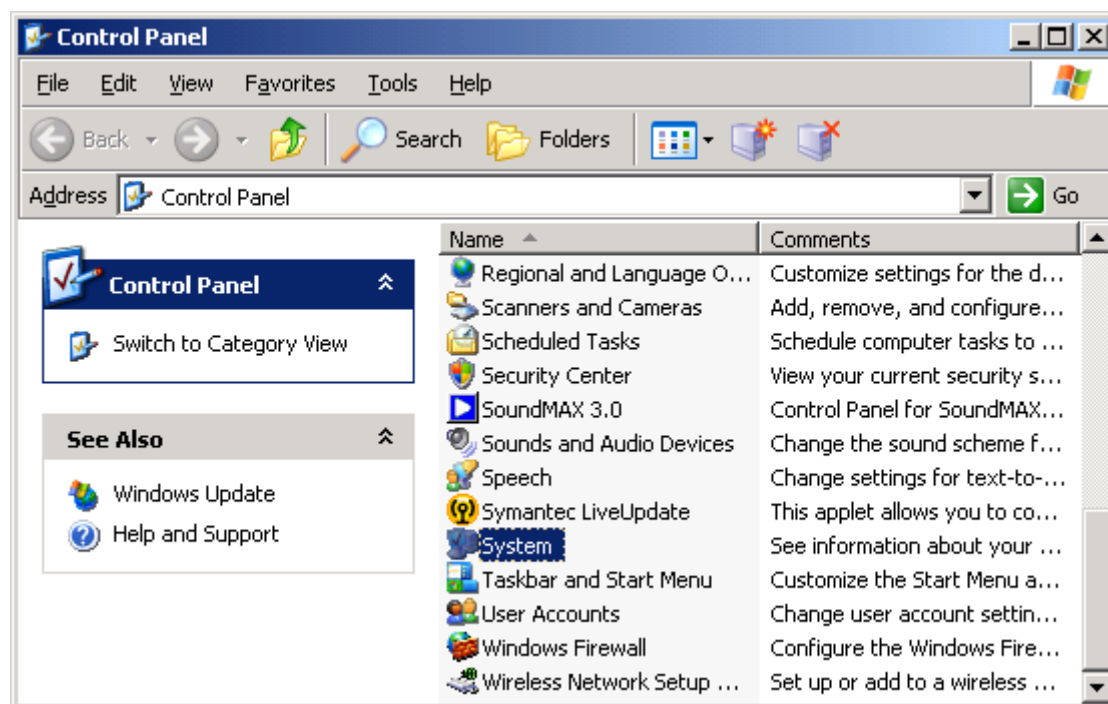 Control Panel
File Edit View Favorites Tools Help
Back Search Folders
Address Control Panel Go
Control Panel
Switch to Category View
See Also
Windows Update
Help and Support
Name Comments
Regional and Language O... Customize settings for the d...
Scanners and Cameras Add, remove, and configure...
Scheduled Tasks Schedule computer tasks to ...
Security Center View your current security s...
SoundMAX 3.0 Control Panel for SoundMAX...
Sounds and Audio Devices Change the sound scheme f...
Speech Change settings for text-to-...
Symantec LiveUpdate This applet allows you to co...
System See information about your ...
Taskbar and Start Menu Customize the Start Menu a...
User Accounts Change user account settin...
Windows Firewall Configure the Windows Fire...
Wireless Network Setup ... Set up or add to a wireless ...